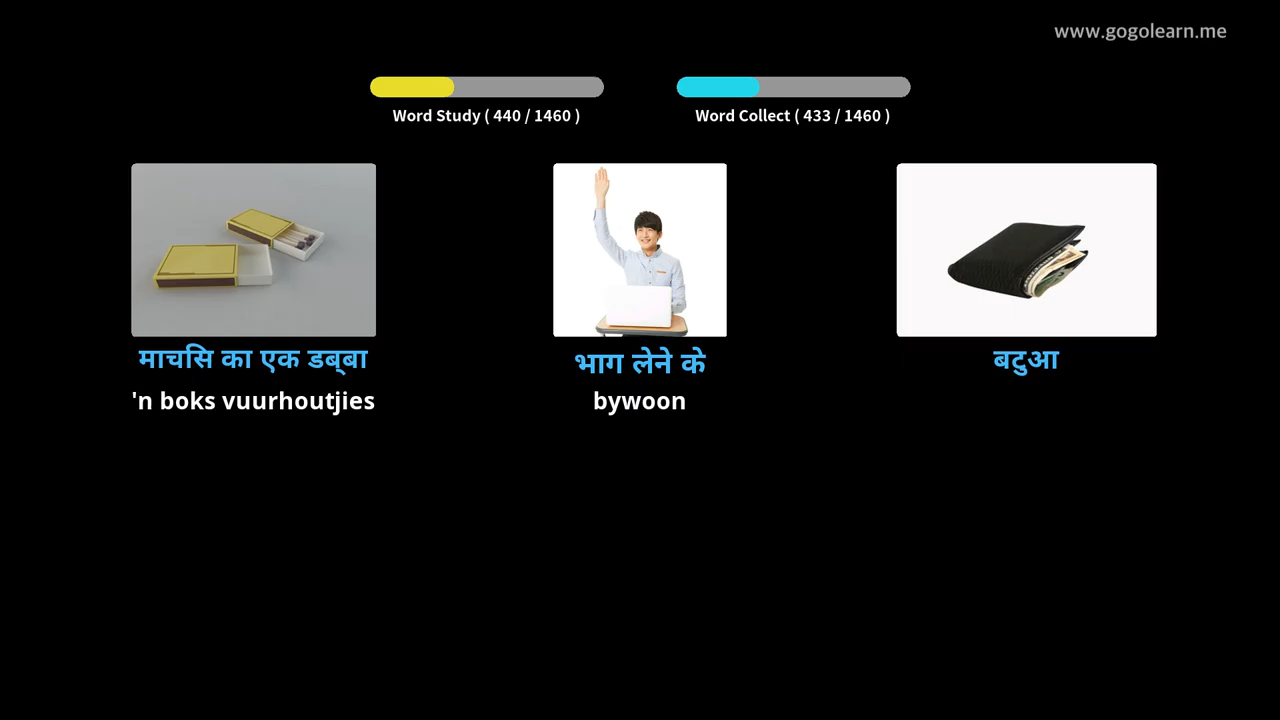 www.gogolearn.me
Word Study ( 440 / 1460 )
Word Collect ( 433 / 1460 )
माचसि का एक डब्बा
'n boks vuurhoutjies
भाग लेने के
bywoon
बटुआ